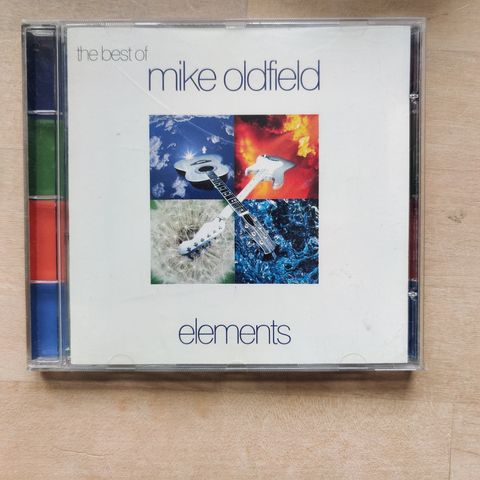 the best of
mike oldfield
elements